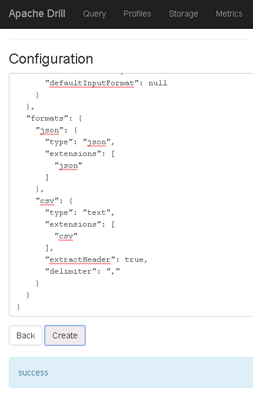 Apache Drill Query Profiles Storage Metrics
Configuration
"defaultInputFormat": null
}
},
"formats": {
"json": {
"type": "json",
"extensions": [
"json"
]
},
"csv": {
"type": "text",
"extensions": [
"csv"
],
"extractHeader": true,
"delimiter": ","
}
}
}
Back Create
success